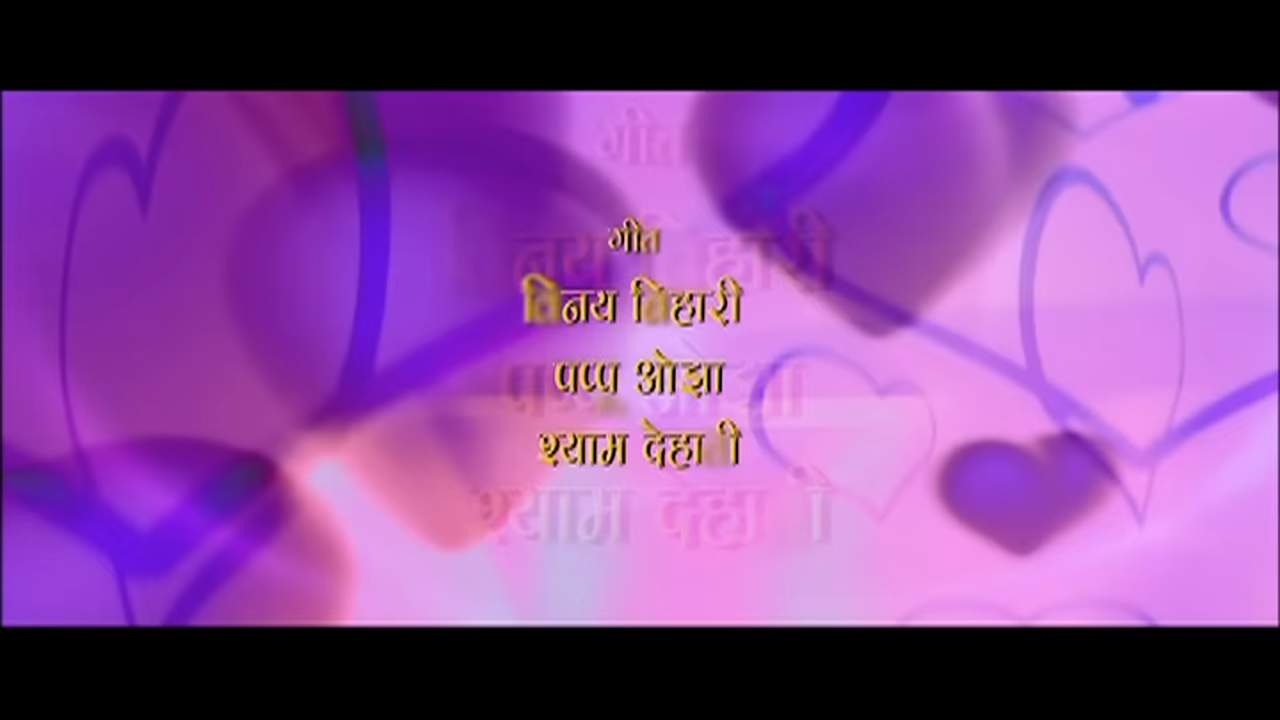 गीत
विनय बिहारी
पप्पु ओझा
श्याम देहाती